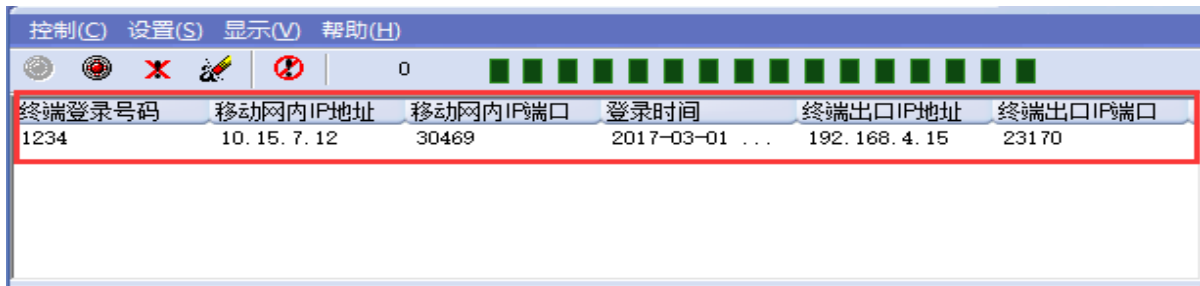 控制(C) 设置(S) 显示(V) 帮助(H)
0
终端登录号码 移动网内IP地址 移动网内IP端口 登录时间 终端出口IP地址 终端出口IP端口
1234 10.15.7.12 30469 2017-03-01 ... 192.168.4.15 23170